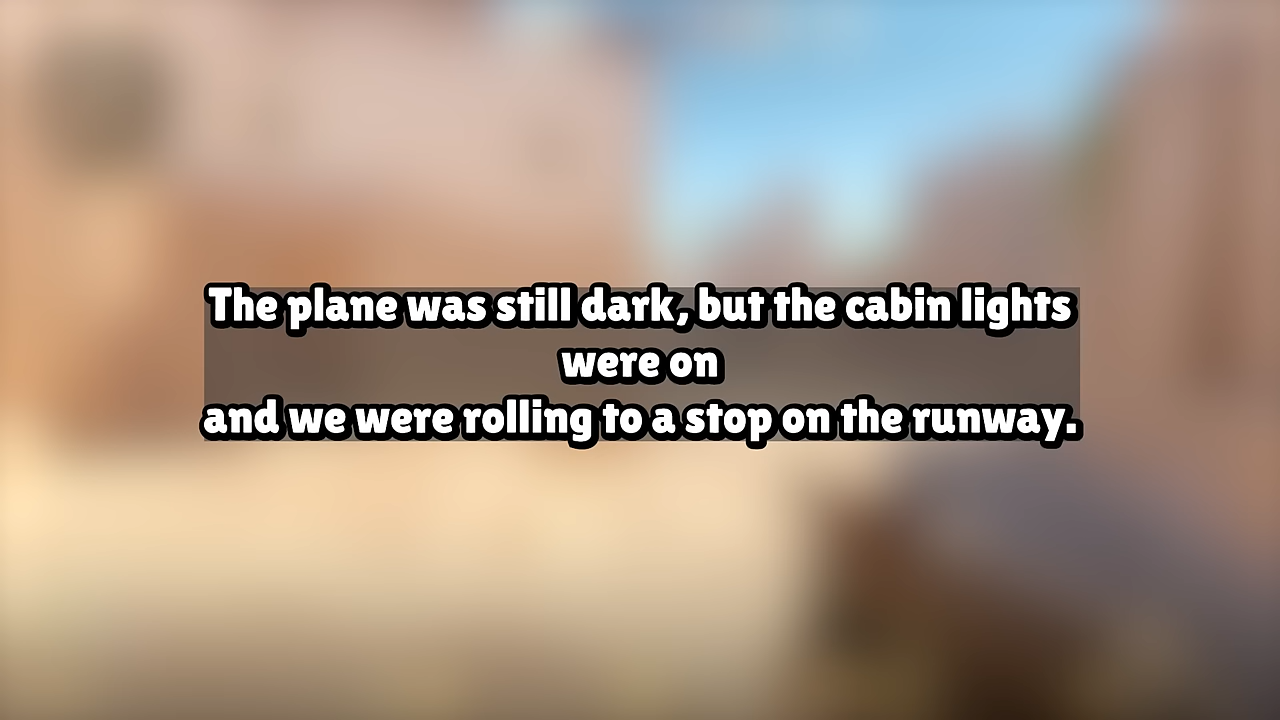 The plane was still dark, but the cabin lights
were on
and we were rolling to a stop on the runway.